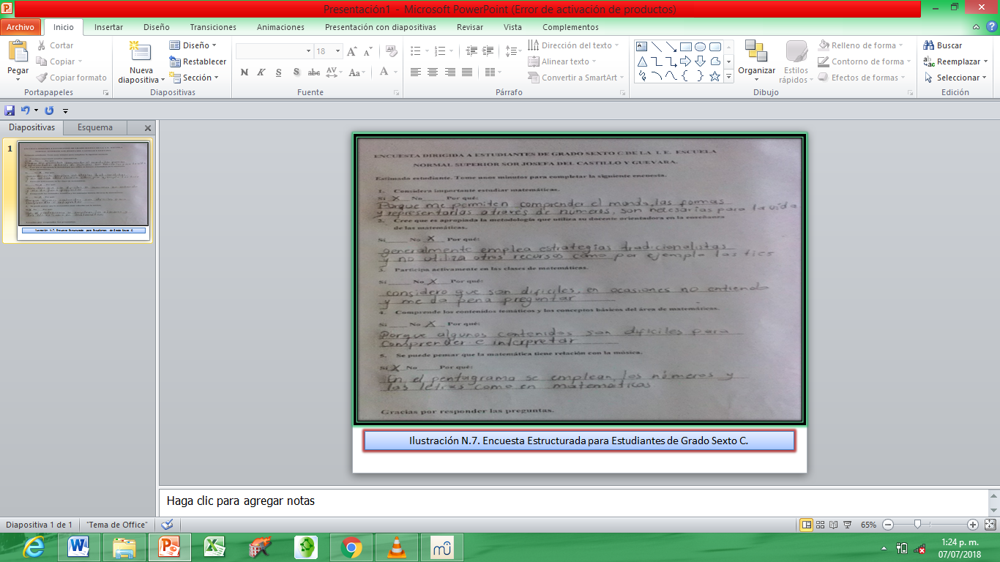 Presentación1 - Microsoft PowerPoint (Error de activación de productos)
Archivo Inicio Insertar Diseño Transiciones Animaciones Presentación con diapositivas Revisar Vista Complementos
Pegar
Cortar
Copiar
Copiar formato
Portapapeles
Nueva diapositiva
Diseño
Restablecer
Sección
Diapositivas
18
N K S S abc AV Aa A
Fuente
Dirección del texto
Alinear texto
Convertir a SmartArt
Párrafo
Organizar
Estilos rápidos
Relleno de forma
Contorno de forma
Efectos de formas
Dibujo
Buscar
Reemplazar
Seleccionar
Edición
Diapositivas Esquema
1
ENCUESTA DIRIGIDA A ESTUDIANTES DE GRADO SEXTO C DE LA I. E. ESCUELA
NORMAL SUPERIOR SOR JOSEFA DEL CASTILLO Y GUEVARA.
Estimado estudiante. Tome unos minutos para completar la siguiente encuesta.
1. Considera importante estudiar matemáticas.
Si X No Por qué:
Porque me permiten comprender el mundo, las formas
y representarlas atraves de numeros, son necesarias para la vida
2. Cree que es apropiada la metodología que utiliza su docente orientadora en la enseñanza
de las matemáticas.
Si No X Por qué:
generalmente emplea estrategias tradicionalistas
y no utiliza otros recursos como por ejemplo las tics
3. Participa activamente en las clases de matemáticas.
Si No X Por qué:
considero que son dificiles, en ocasiones no entiendo
y me da pena preguntar
4. Comprende los contenidos temáticos y los conceptos básicos del área de matemáticas.
Si No X Por qué:
Porque algunos contenidos son dificiles para
comprender e interpretar
5. Se puede pensar que la matemática tiene relación con la música.
Si X No Por qué:
En el pentagrama se emplean los números y
las letras como en matemáticas
Gracias por responder las preguntas.
Ilustración N.7. Encuesta Estructurada para Estudiantes de Grado Sexto C.
Haga clic para agregar notas
Diapositiva 1 de 1 "Tema de Office" 65%
1:24 p. m.
07/07/2018